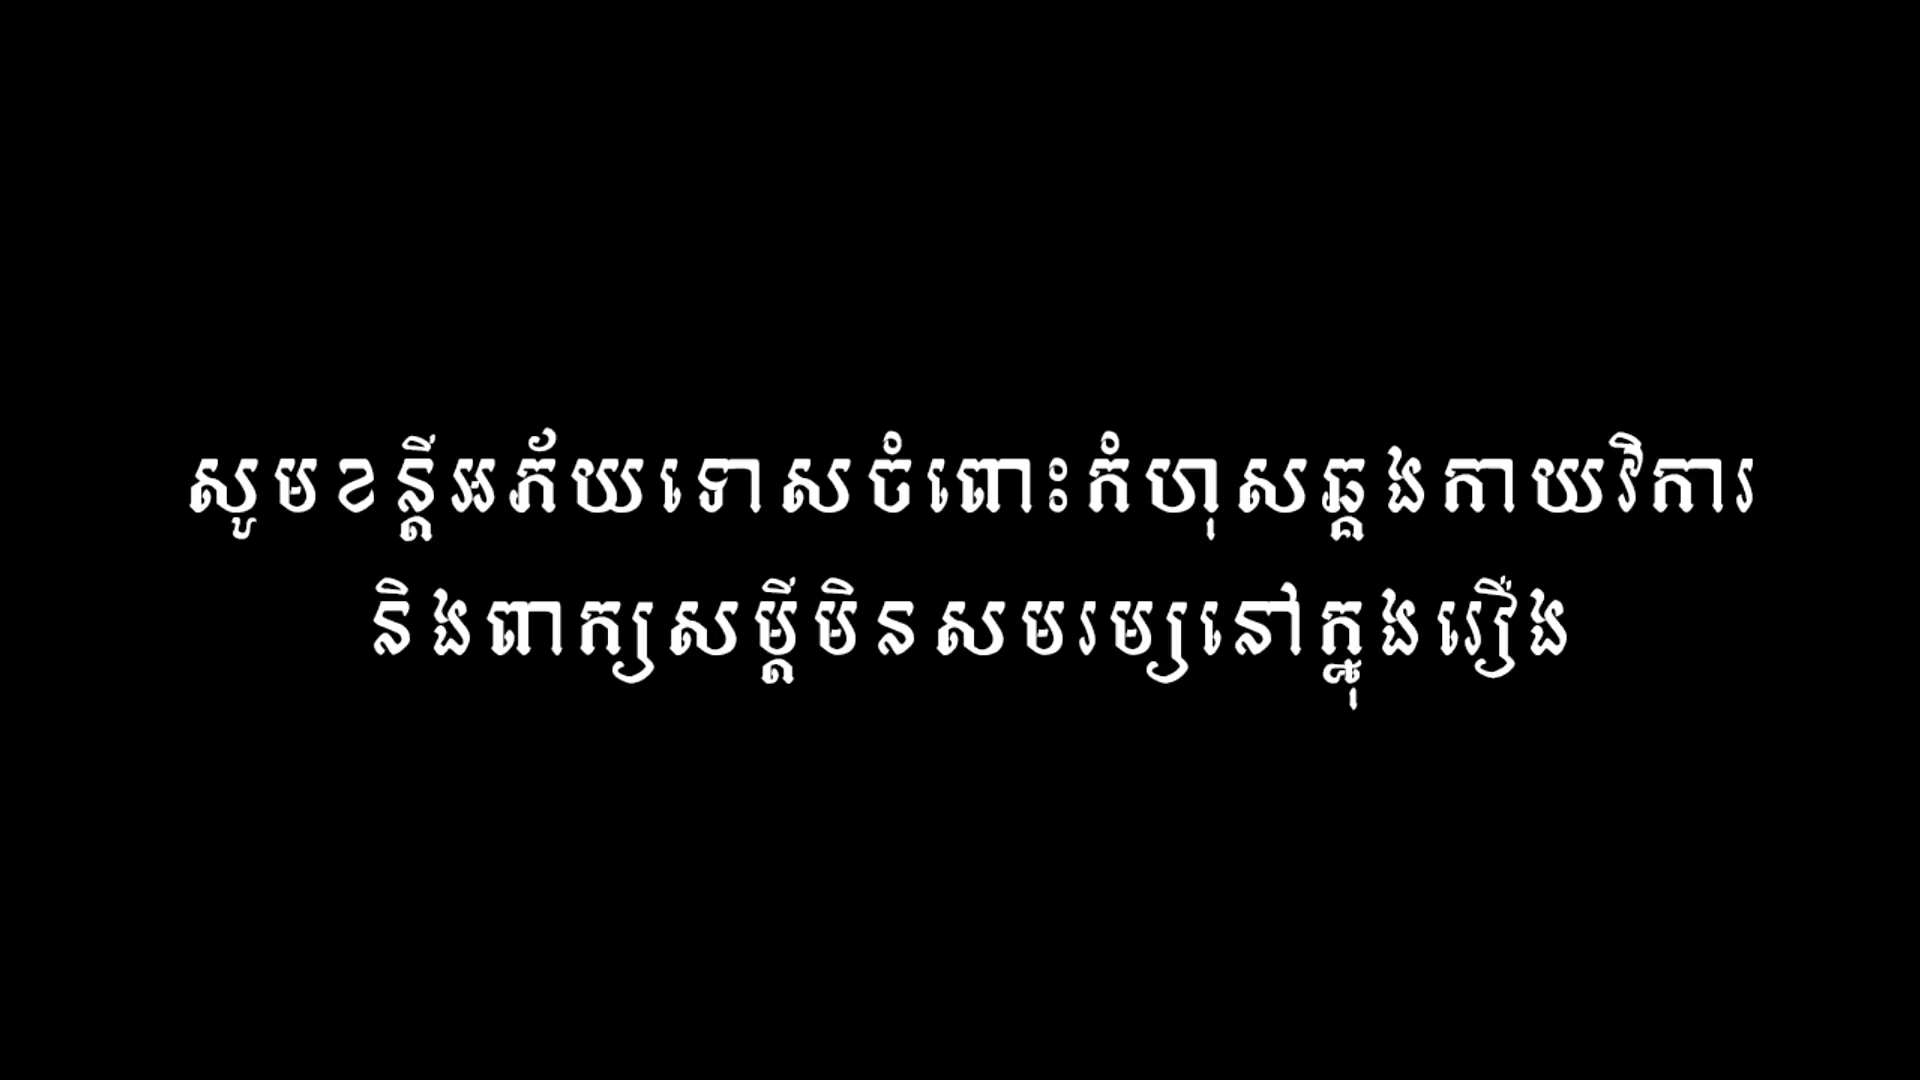 សូមខន្តីអភ័យទោសចំពោះកំហុសឆ្គងកាយវិការ
និងពាក្យសម្តីមិនសមរម្យនៅក្នុងរឿង